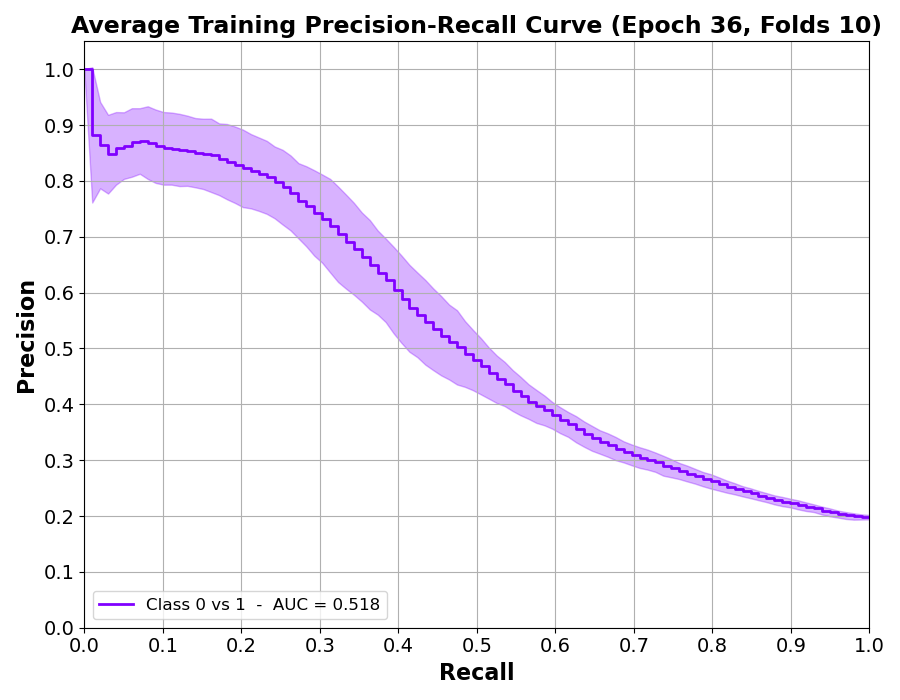 Average Training Precision-Recall Curve (Epoch 36, Folds 10)
Precision
1.0
0.9
0.8
0.7
0.6
0.5
0.4
0.3
0.2
0.1
0.0
Class 0 vs 1 - AUC = 0.518
0.0 0.1 0.2 0.3 0.4 0.5 0.6 0.7 0.8 0.9 1.0
Recall